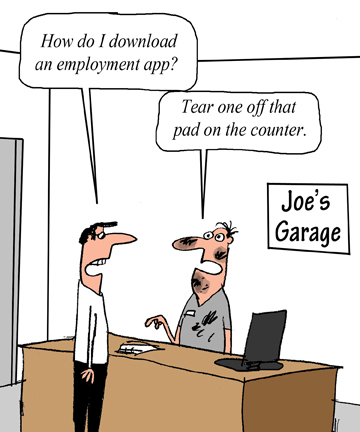 How do I download
an employment app?
Tear one off that
pad on the counter.
Joe's
Garage